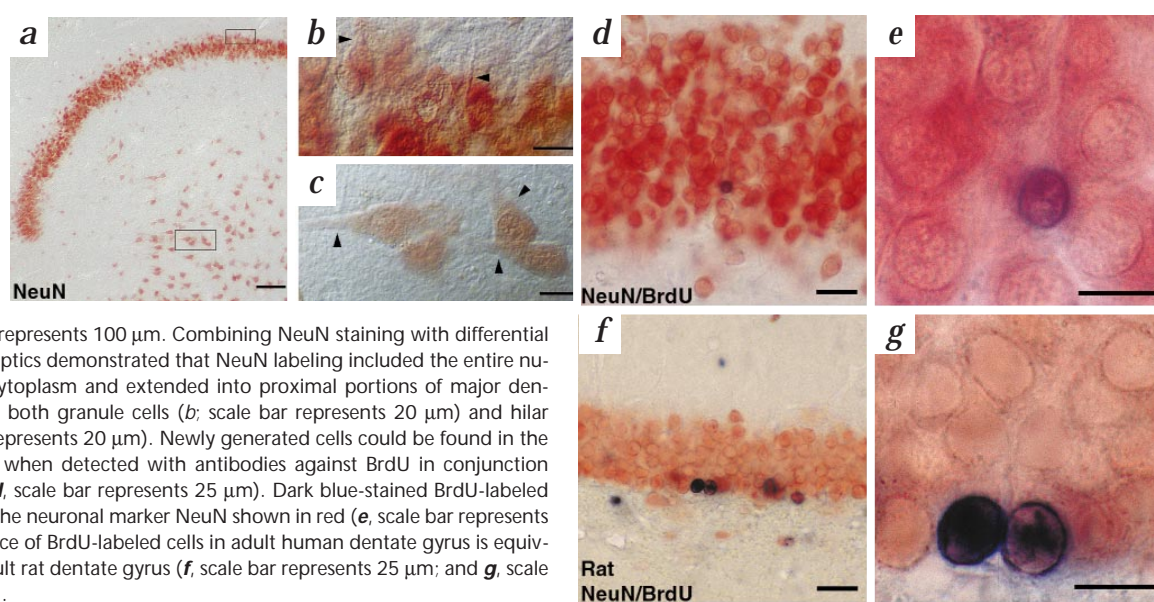 a
b
c
d
e
NeuN
NeuN/BrdU
represents 100 µm. Combining NeuN staining with differential
ptics demonstrated that NeuN labeling included the entire nu-
ytoplasm and extended into proximal portions of major den-
both granule cells (b; scale bar represents 20 µm) and hilar
epresents 20 µm). Newly generated cells could be found in the
when detected with antibodies against BrdU in conjunction
d, scale bar represents 25 µm). Dark blue-stained BrdU-labeled
he neuronal marker NeuN shown in red (e, scale bar represents
ce of BrdU-labeled cells in adult human dentate gyrus is equiv-
ult rat dentate gyrus (f, scale bar represents 25 µm; and g, scale
.
f
g
Rat
NeuN/BrdU